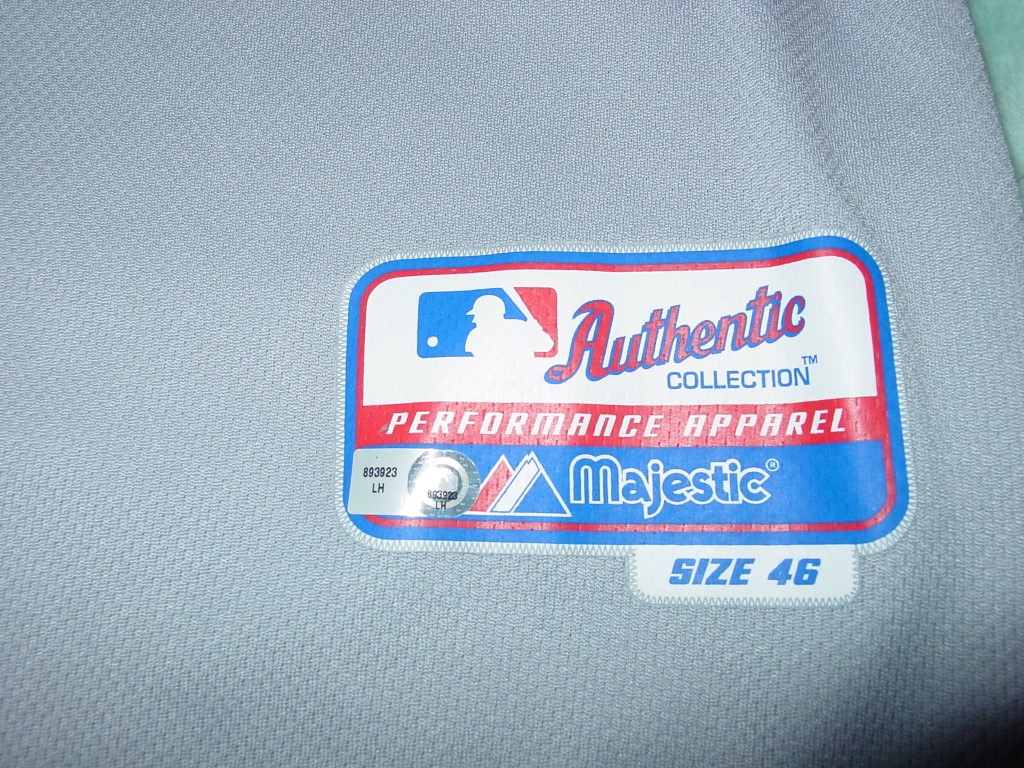 Authentic
COLLECTION™
PERFORMANCE APPAREL
893923
LH
893923
LH
Majestic®
SIZE 46